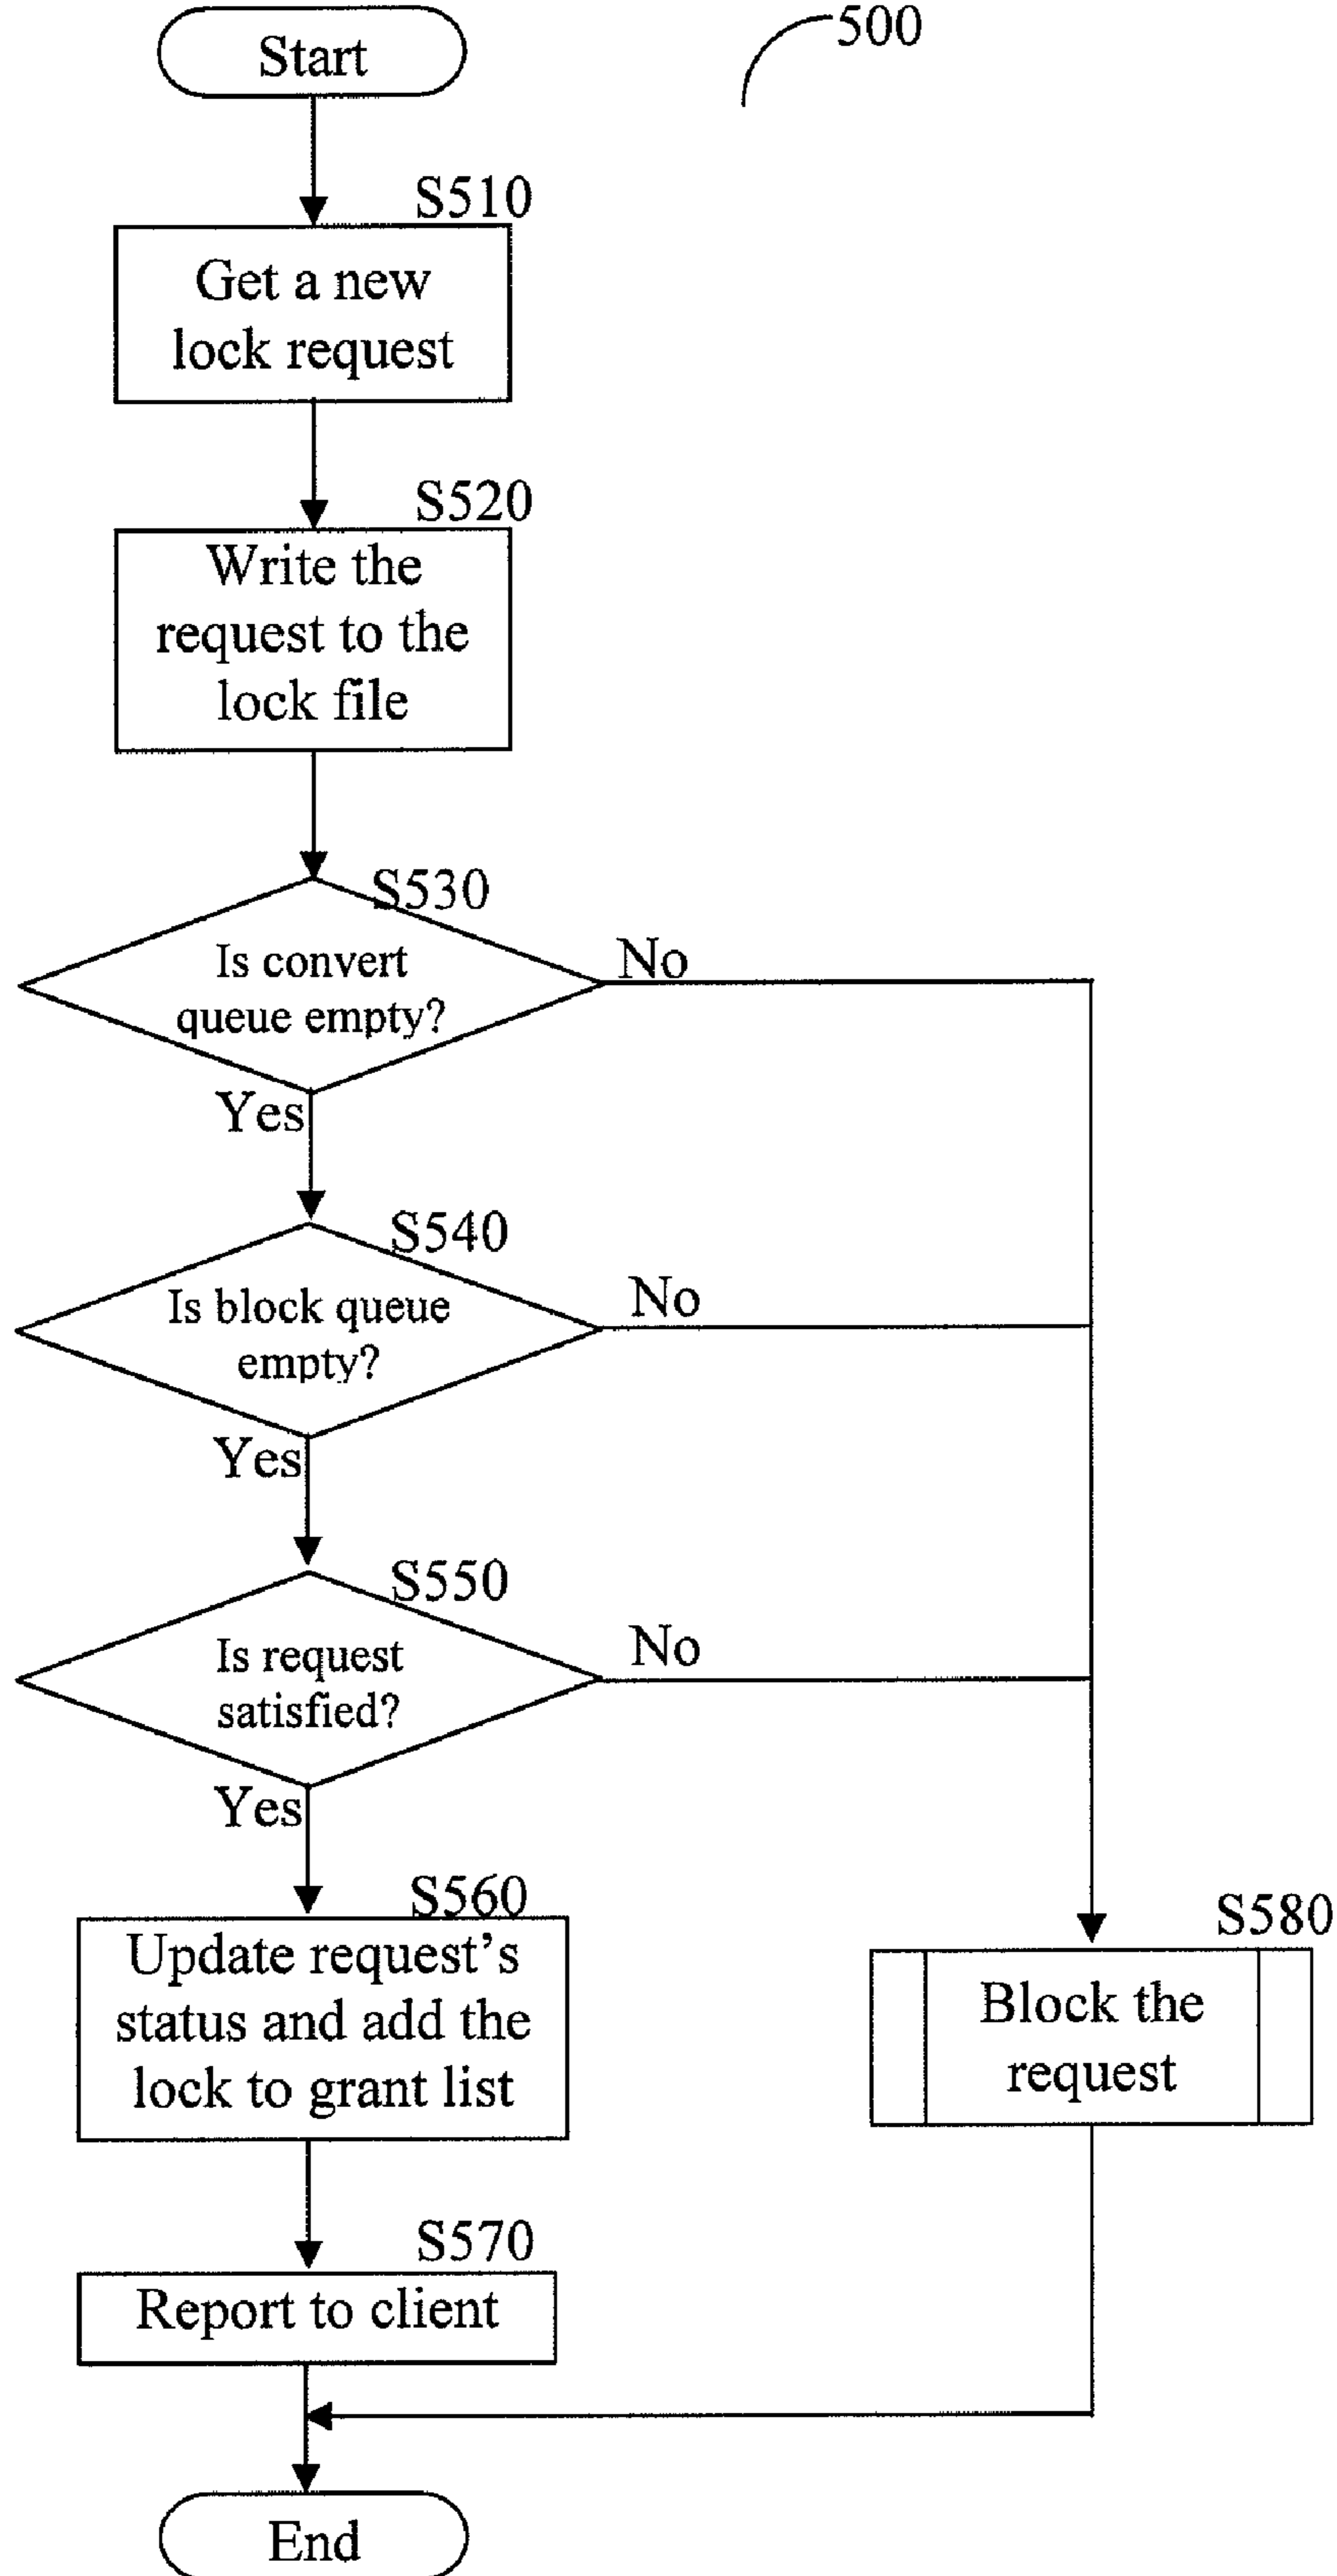 Start
500
S510
Get a new
lock request
S520
Write the
request to the
lock file
S530
Is convert
queue empty?
No
Yes
S540
Is block queue
empty?
No
Yes
S550
Is request
satisfied?
No
Yes
S560
Update request’s
status and add the
lock to grant list
S580
Block the
request
S570
Report to client
End